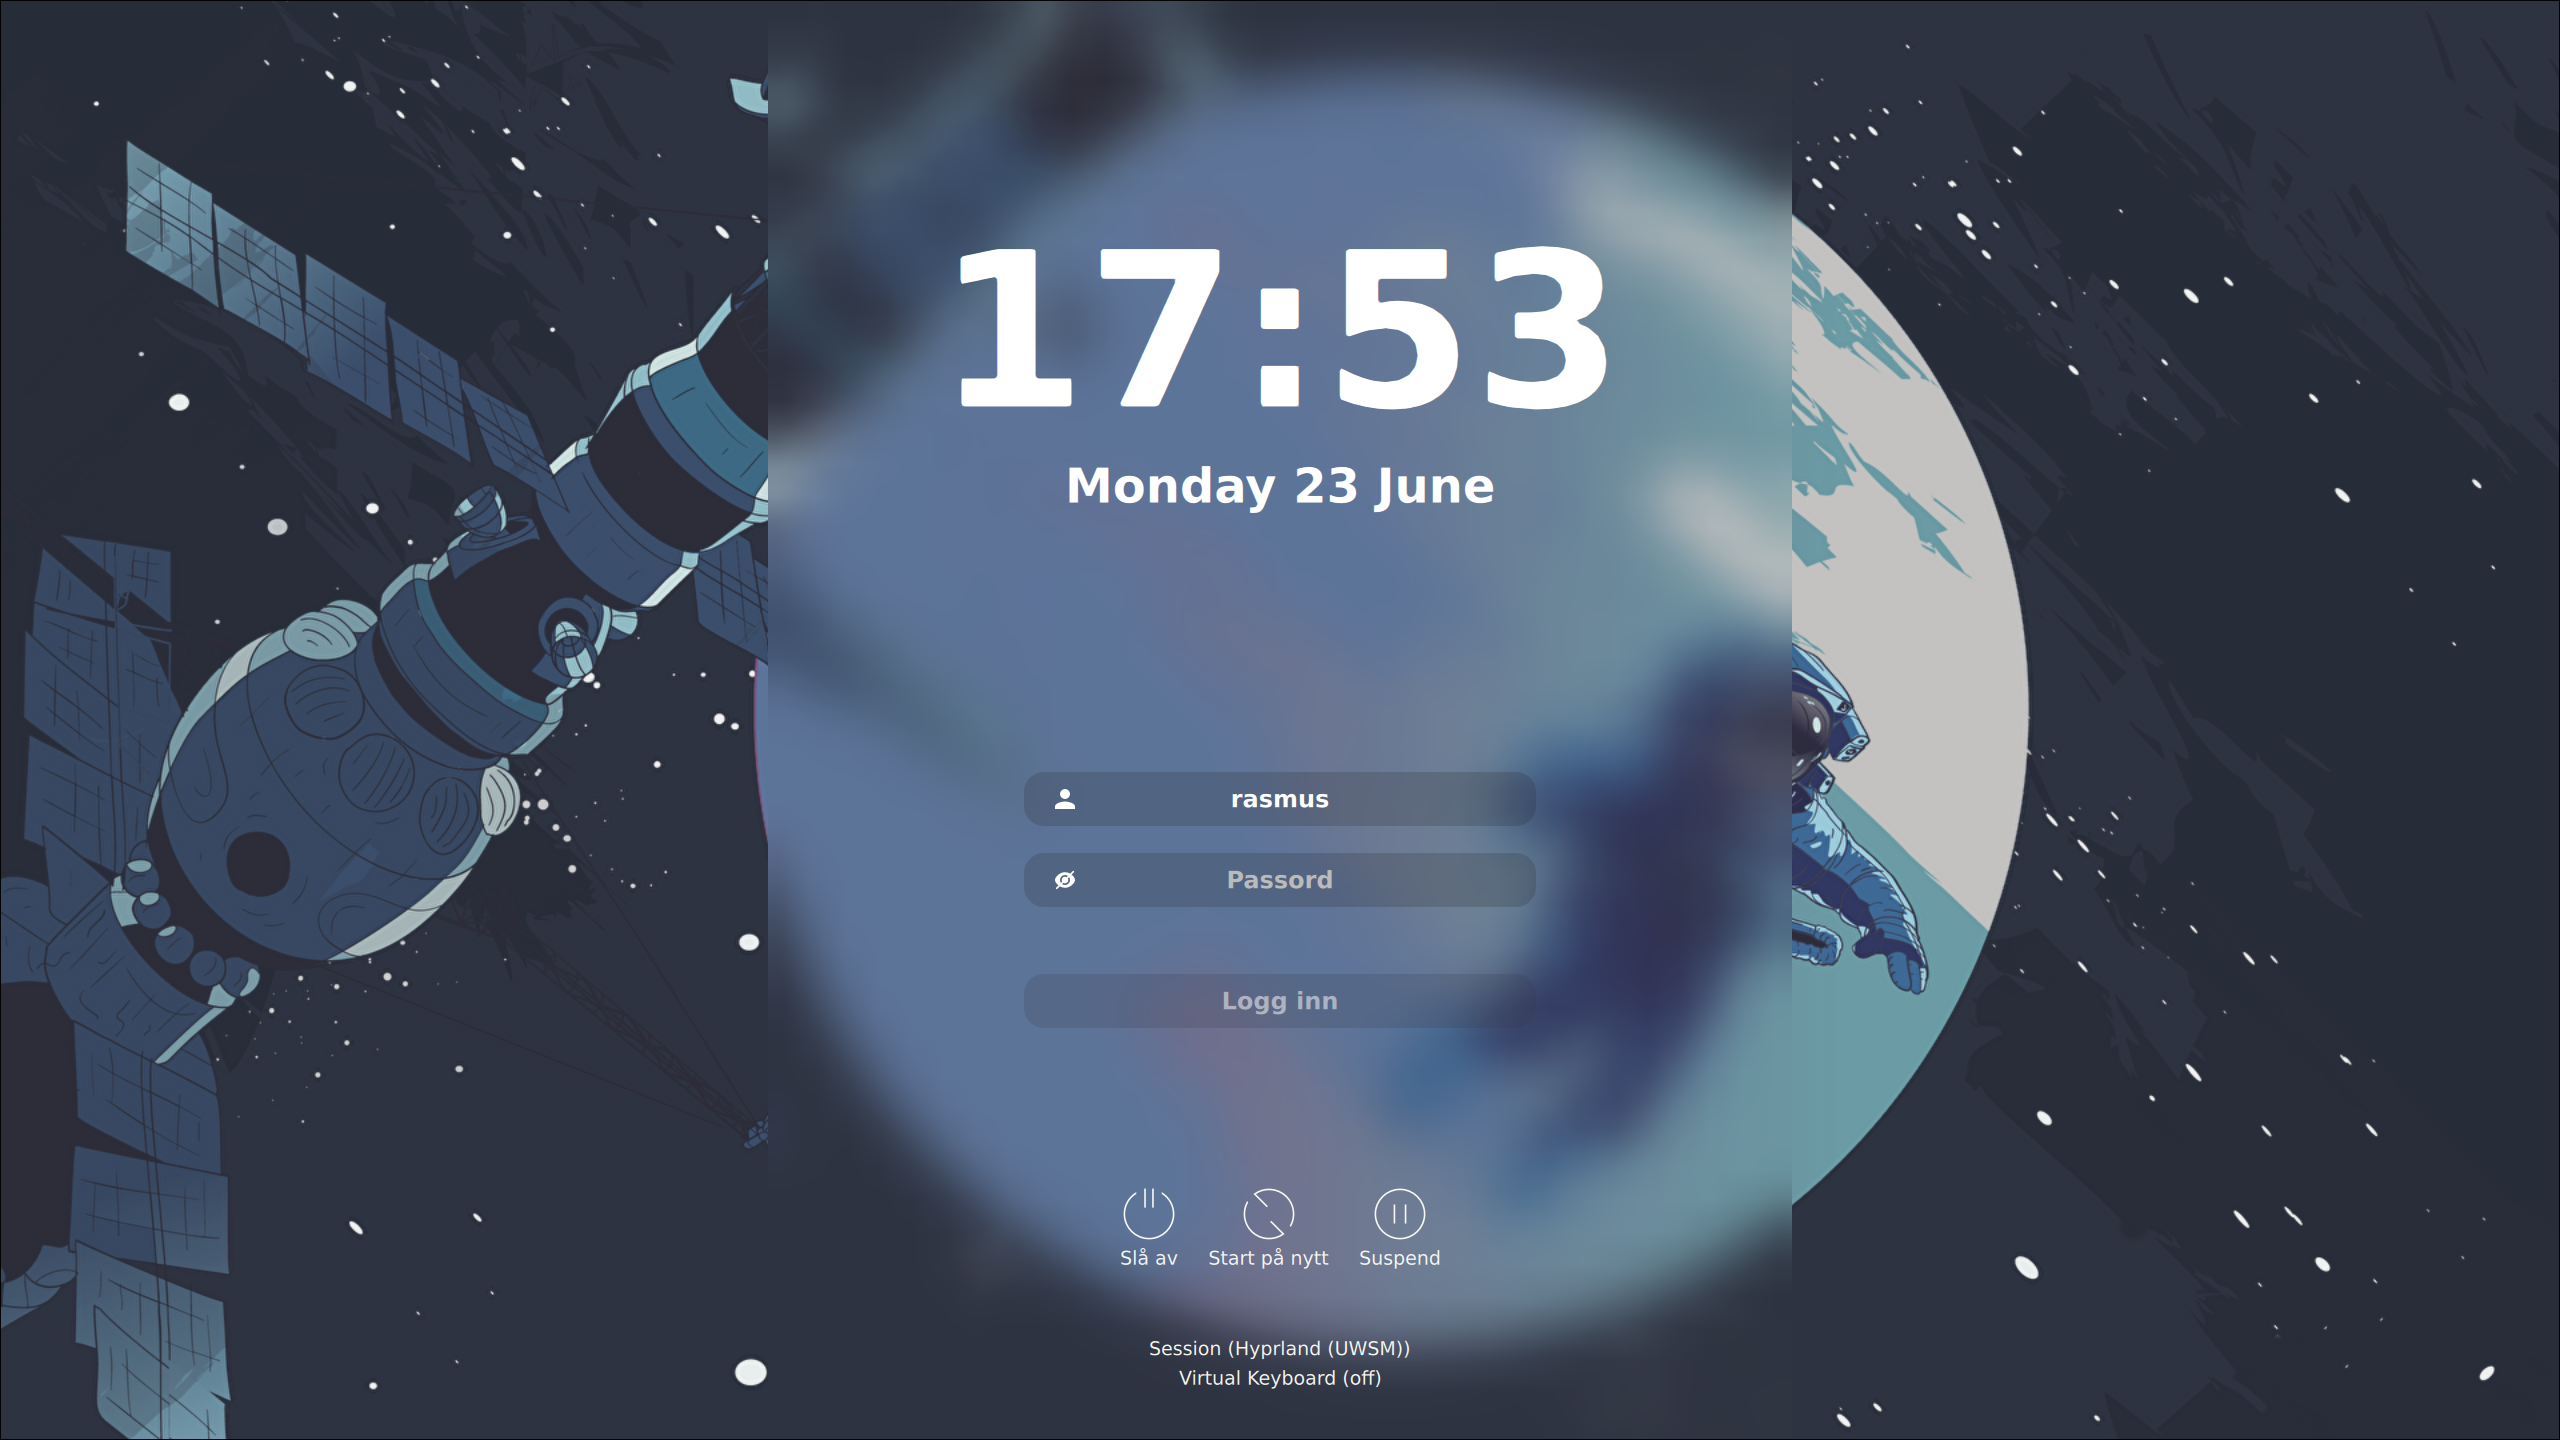 17:53
Monday 23 June
rasmus
Passord
Logg inn
Slå av
Start på nytt
Suspend
Session (Hyprland (UWSM))
Virtual Keyboard (off)